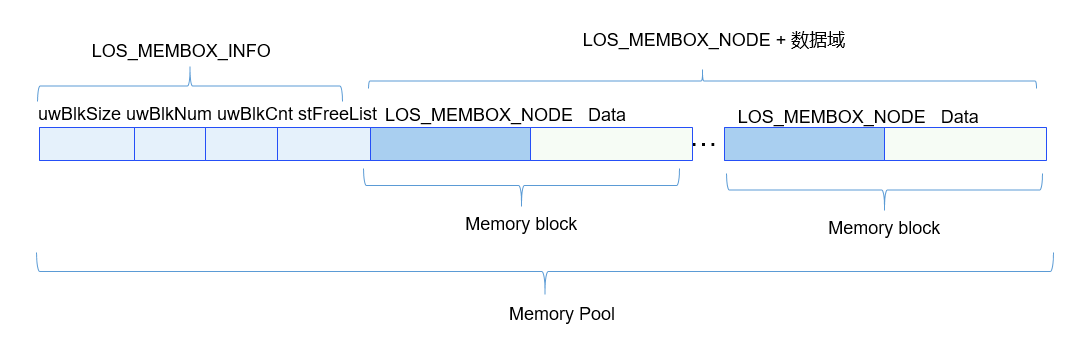 LOS_MEMBOX_INFO
LOS_MEMBOX_NODE + 数据域
uwBlkSize uwBlkNum uwBlkCnt stFreeList LOS_MEMBOX_NODE Data LOS_MEMBOX_NODE Data
...
Memory block
Memory block
Memory Pool